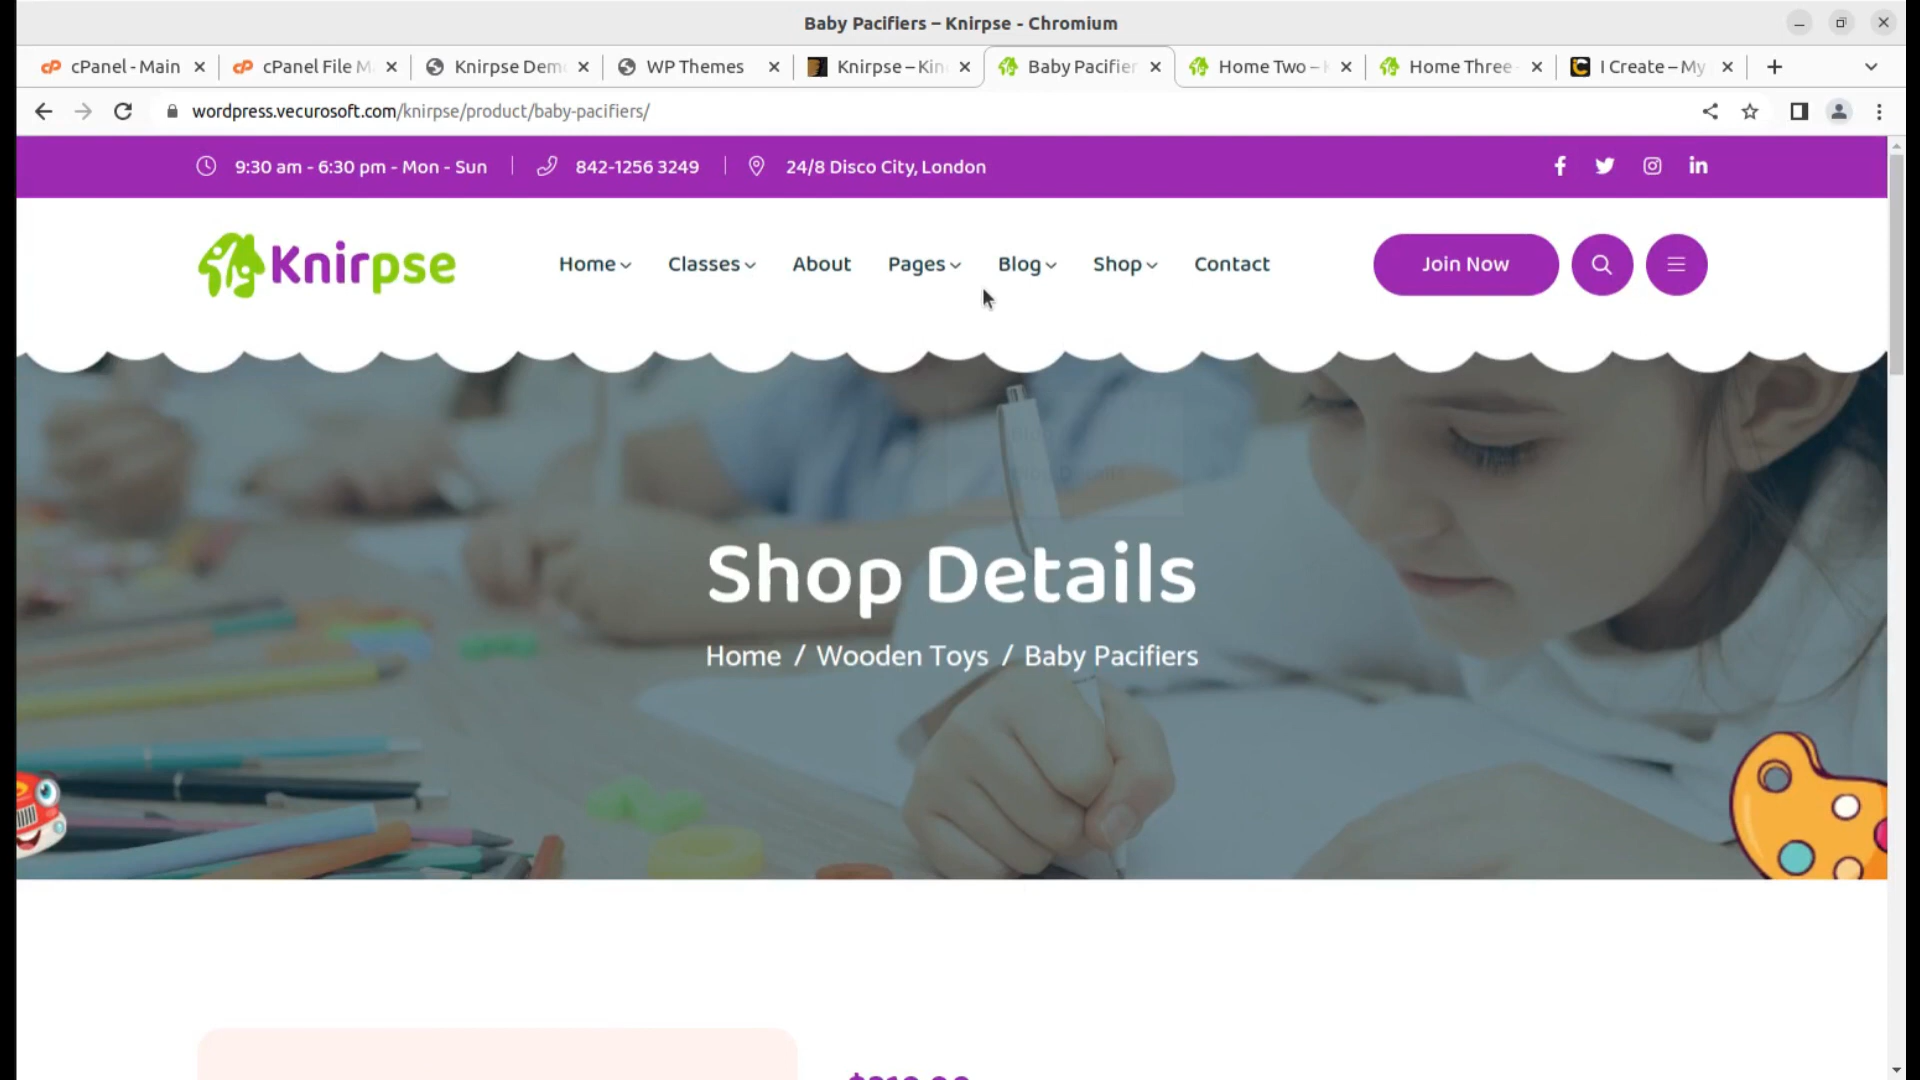 Baby Pacifiers – Knirpse - Chromium
cPanel - Main
cPanel File M
Knirpse Dem
WP Themes
Knirpse – Kin
Baby Pacifier
Home Two –
Home Three
I Create – My
wordpress.vecurosoft.com/knirpse/product/baby-pacifiers/
9:30 am - 6:30 pm - Mon - Sun
842-1256 3249
24/8 Disco City, London
Knirpse
Home
Classes
About
Pages
Blog
Shop
Contact
Join Now
Shop Details
Home / Wooden Toys / Baby Pacifiers